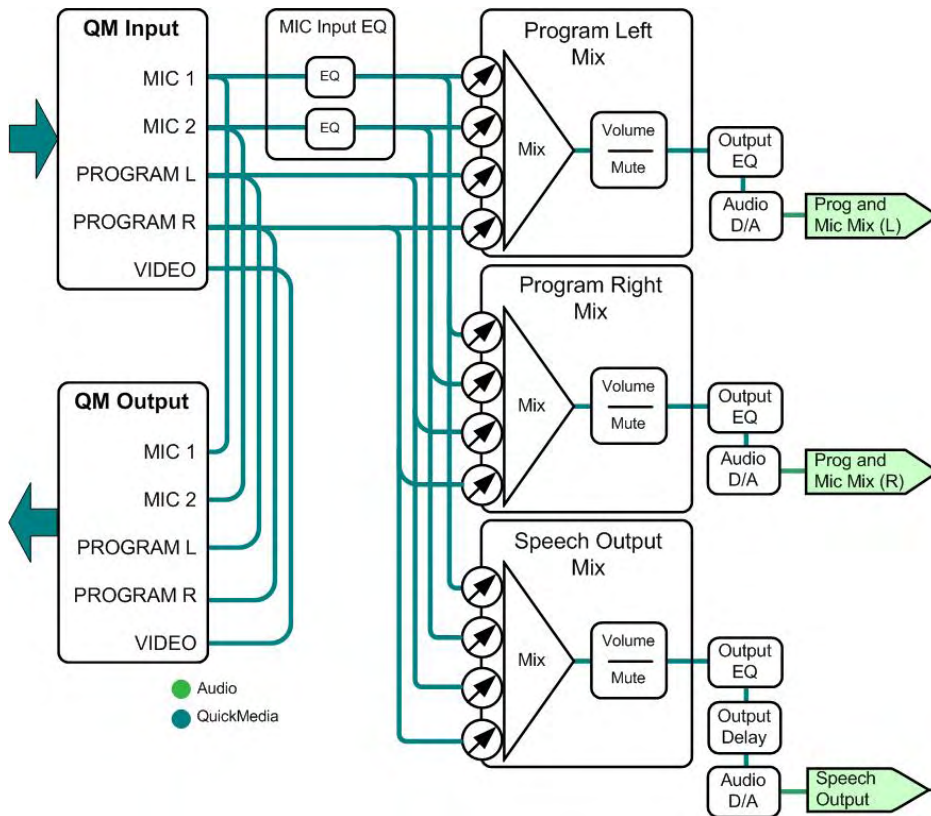 QM Input
MIC 1
MIC 2
PROGRAM L
PROGRAM R
VIDEO
MIC Input EQ
EQ
EQ
Program Left
Mix
Mix
Volume
Mute
Output
EQ
Audio
D/A
Prog and
Mic Mix (L)
Program Right
Mix
Mix
Volume
Mute
Output
EQ
Audio
D/A
Prog and
Mic Mix (R)
QM Output
MIC 1
MIC 2
PROGRAM L
PROGRAM R
VIDEO
Speech Output
Mix
Mix
Volume
Mute
Output
EQ
Output
Delay
Audio
D/A
Speech
Output
Audio
QuickMedia